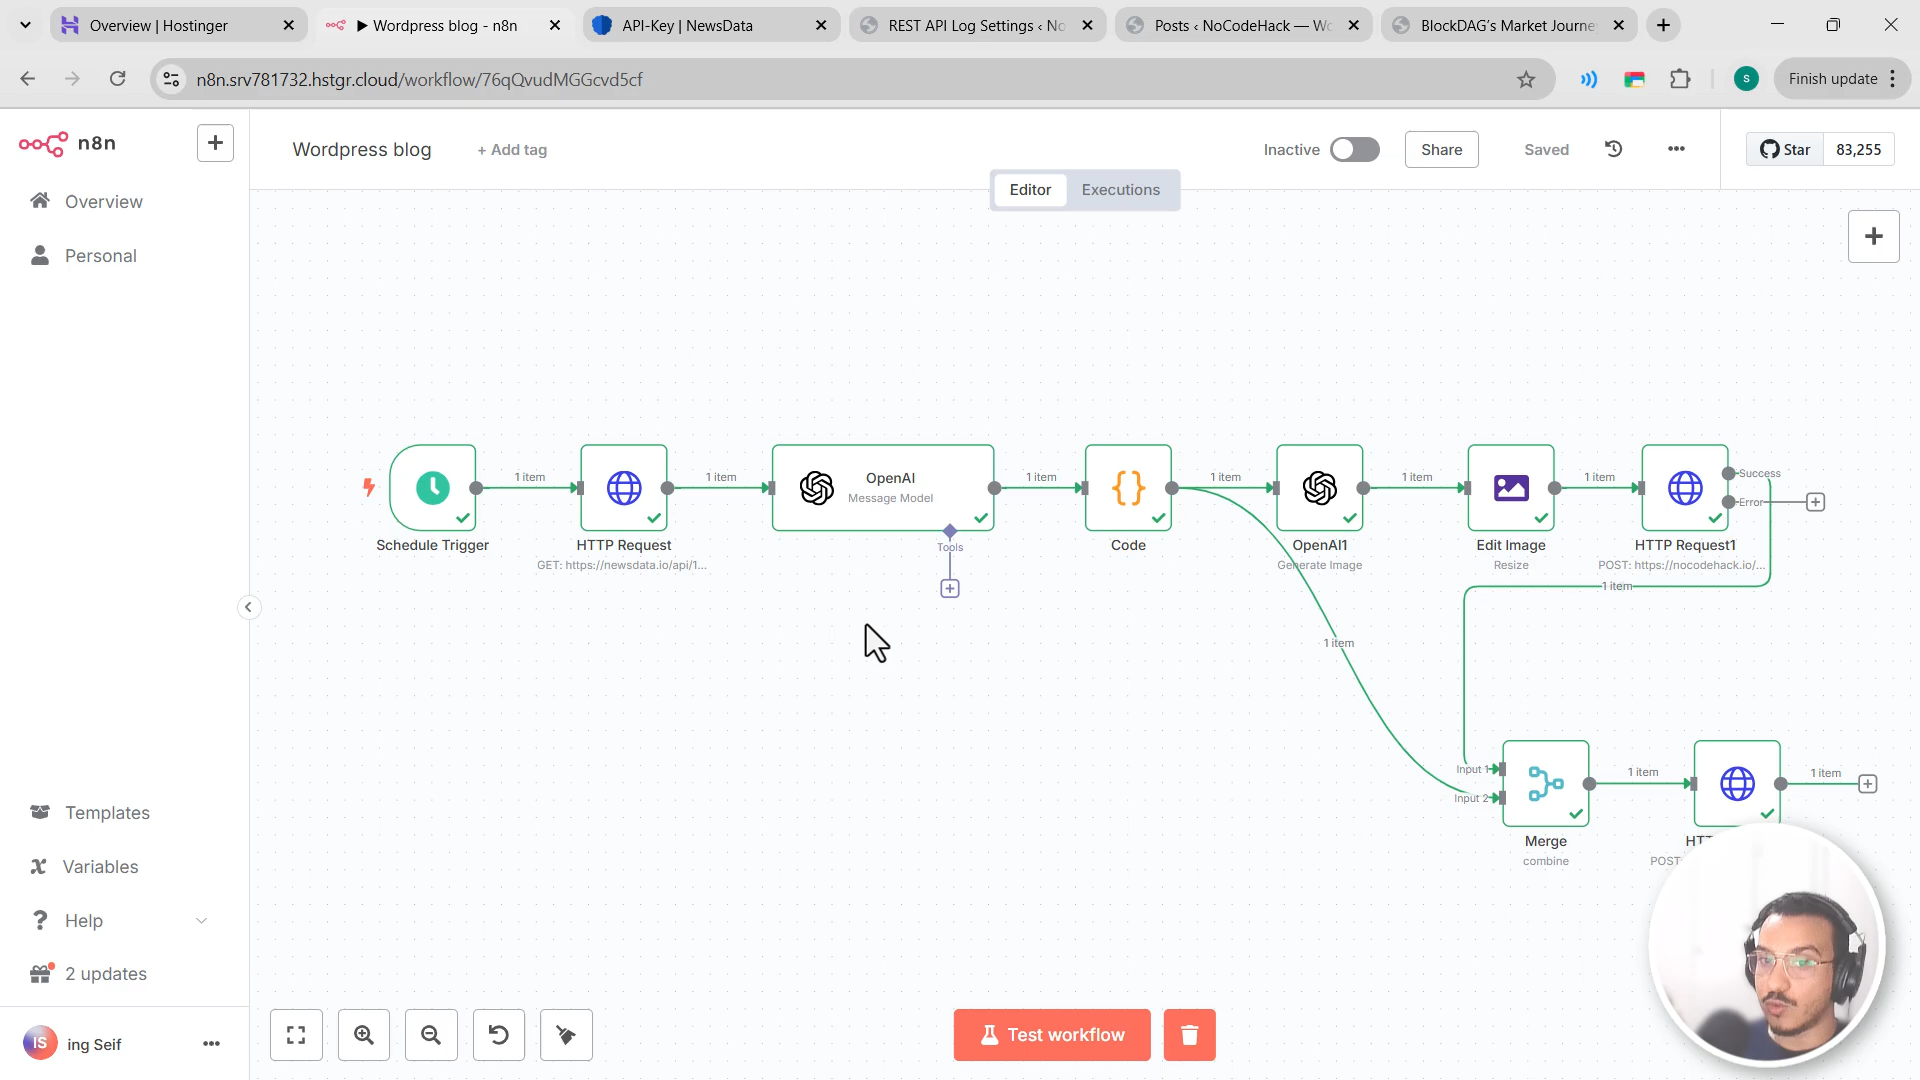 Overview | Hostinger
▶ Wordpress blog - n8n
API-Key | NewsData
REST API Log Settings ‹ No
Posts ‹ NoCodeHack — Wo
BlockDAG's Market Journe
n8n.srv781732.hstgr.cloud/workflow/76qQvudMGGcvd5cf
S
Finish update
n8n
Wordpress blog
+ Add tag
Inactive
Share
Saved
Star
83,255
Editor
Executions
Overview
Personal
1 item
1 item
1 item
1 item
1 item
1 item
Success
Error
OpenAI
Message Model
Tools
Schedule Trigger
HTTP Request
GET: https://newsdata.io/api/1...
Code
OpenAI1
Generate Image
Edit Image
Resize
HTTP Request1
POST: https://nocodehack.io/...
1 item
1 item
Input 1
Input 2
1 item
1 item
Merge
combine
HT
POST
Templates
Variables
Help
2 updates
IS
ing Seif
Test workflow